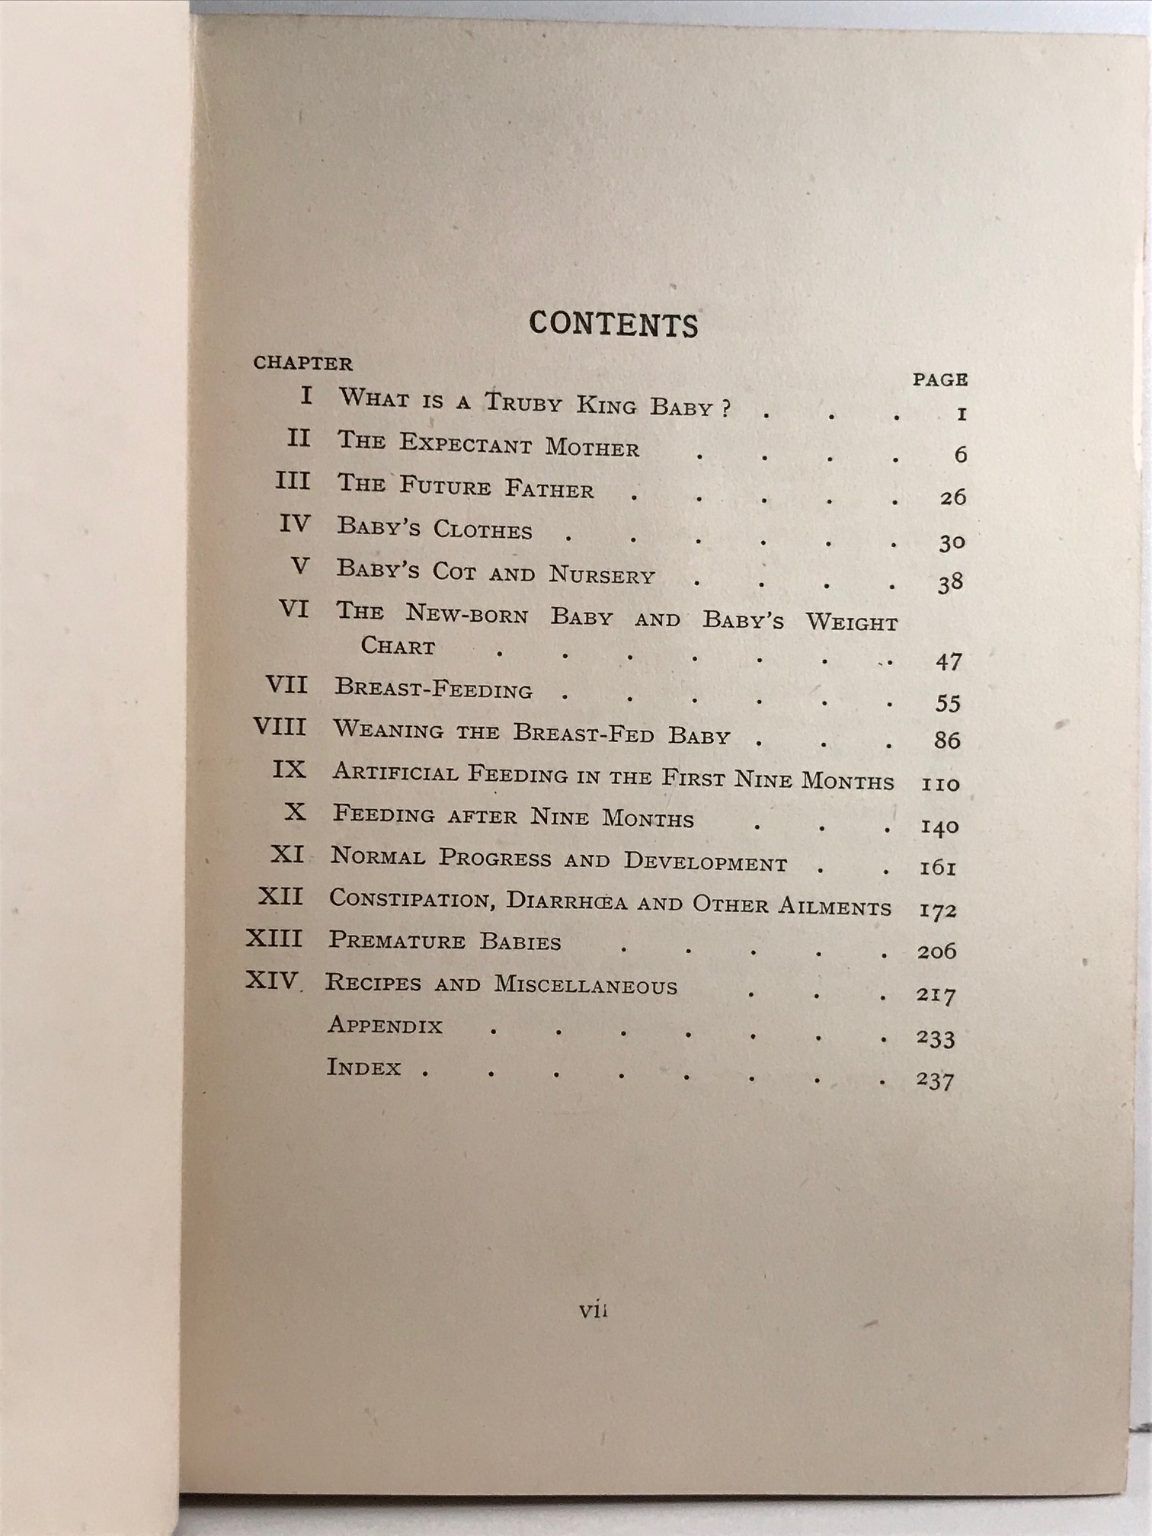 CONTENTS
CHAPTER PAGE
I WHAT IS A TRUBY KING BABY? . . . 1
II THE EXPECTANT MOTHER . . . . 6
III THE FUTURE FATHER . . . . . 26
IV BABY'S CLOTHES . . . . . . 30
V BABY'S COT AND NURSERY . . . . 38
VI THE NEW-BORN BABY AND BABY'S WEIGHT
CHART . . . . . . . 47
VII BREAST-FEEDING . . . . . . 55
VIII WEANING THE BREAST-FED BABY . . . 86
IX ARTIFICIAL FEEDING IN THE FIRST NINE MONTHS 110
X FEEDING AFTER NINE MONTHS . . . 140
XI NORMAL PROGRESS AND DEVELOPMENT . . 161
XII CONSTIPATION, DIARRHŒA AND OTHER AILMENTS 172
XIII PREMATURE BABIES . . . . . 206
XIV. RECIPES AND MISCELLANEOUS . . . 217
APPENDIX . . . . . . . 233
INDEX . . . . . . . . 237
vii